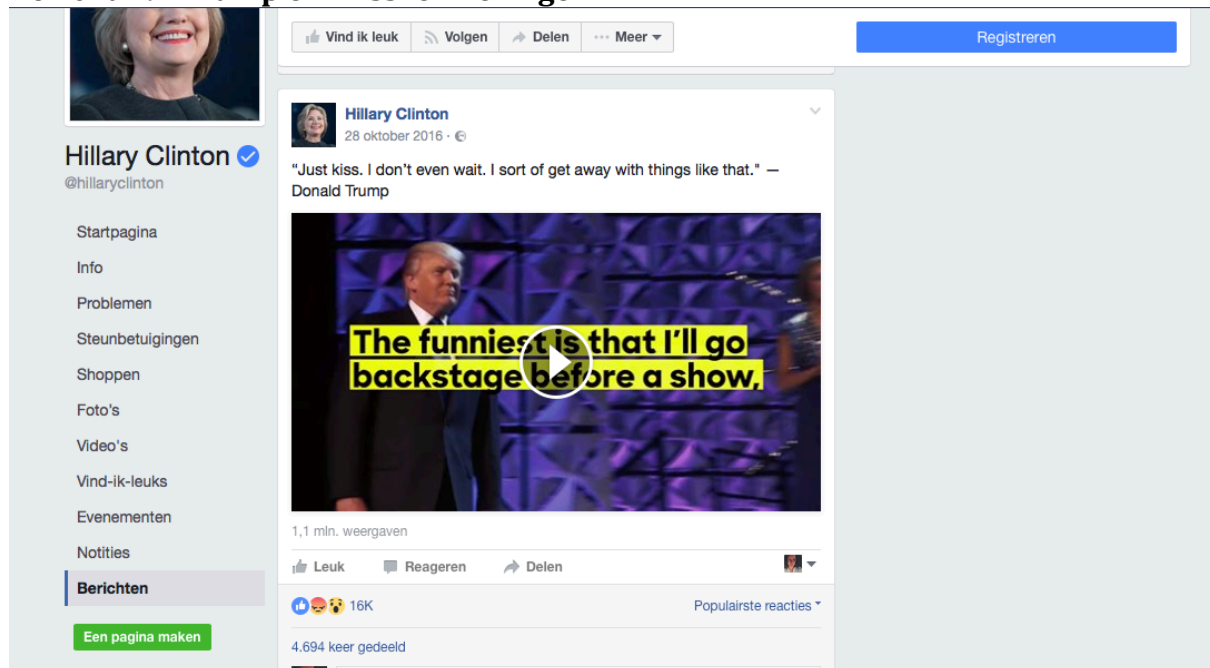 Vind ik leuk
Volgen
Delen
Meer
Registreren
Hillary Clinton
@hillaryclinton
Startpagina
Info
Problemen
Steunbetuigingen
Shoppen
Foto's
Video's
Vind-ik-leuks
Evenementen
Notities
Berichten
Een pagina maken
Hillary Clinton
28 oktober 2016 ·
“Just kiss. I don’t even wait. I sort of get away with things like that." —
Donald Trump
The funniest is that I’ll go
backstage before a show,
1,1 mln. weergaven
Leuk
Reageren
Delen
16K
Populairste reacties
4.694 keer gedeeld